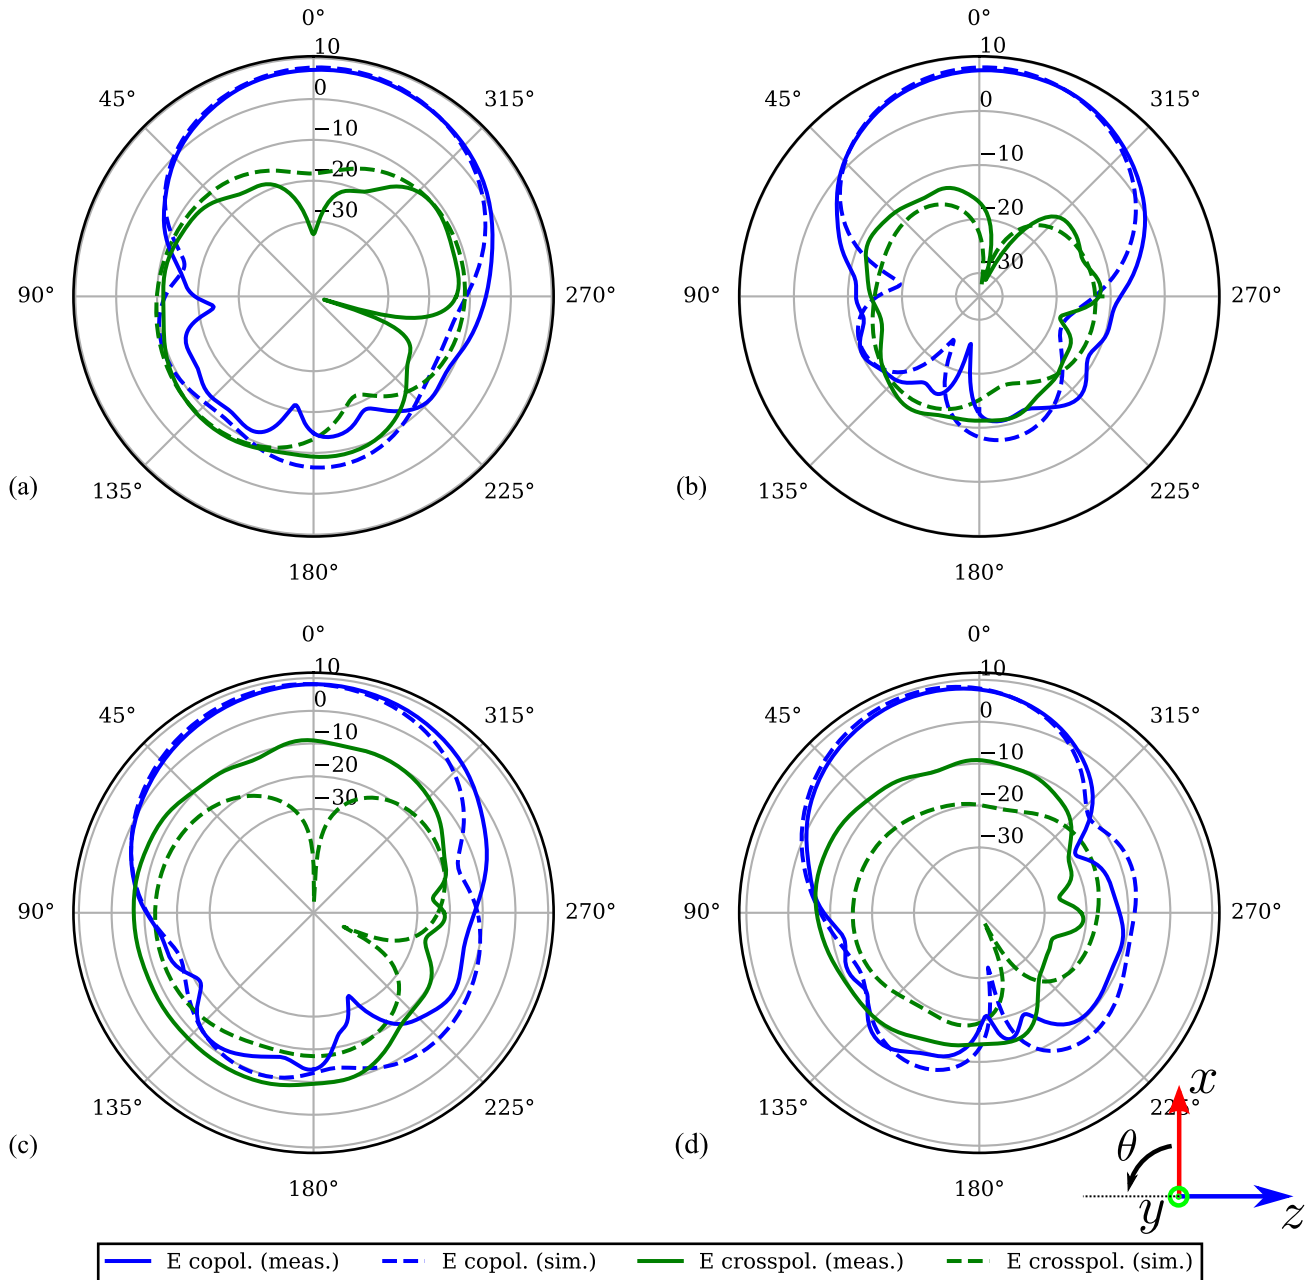 0° 0°
10 10
45° 315° 45° 315°
0 0
−10 −10
−20 −20
−30 −30
90° 270° 90° 270°
(a) 135° 225° (b) 135° 225°
180° 180°
0° 0°
10 10
45° 315° 45° 315°
0 0
−10 −10
−20 −20
−30 −30
90° 270° 90° 270°
135° 225° 135° 225°
x
(c) (d) θ
180° 180°
y z
E copol. (meas.) E copol. (sim.) E crosspol. (meas.) E crosspol. (sim.)